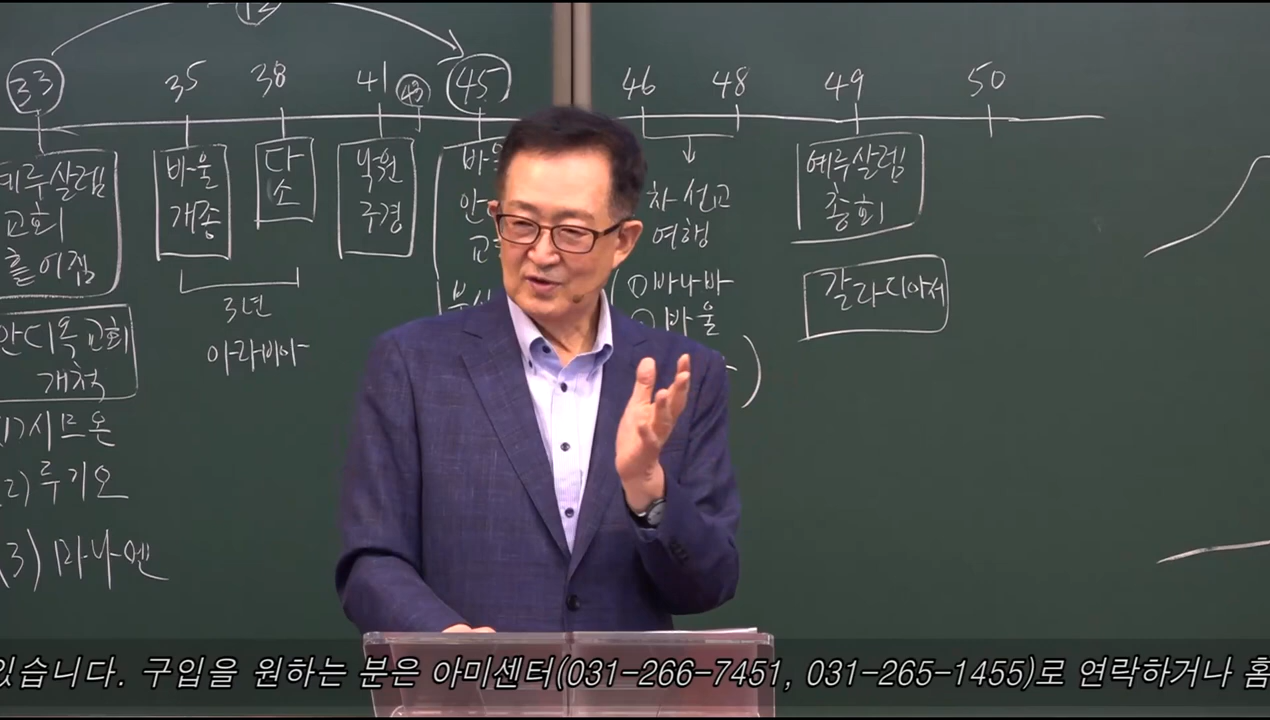 12
33 35 38 41 43 45 46 48 49 50
예루살렘
교회
흩어짐
안디옥교회
개척
(1) 시므온
(2) 루기오
(3) 마나엔
바울
개종
다
소
3년
아라비아
낙원
구경
차 선교
여행
바나바
바울
예루살렘
총회
갈라디아서
있습니다. 구입을 원하는 분은 아미센터(031-266-7451, 031-265-1455)로 연락하거나 홈